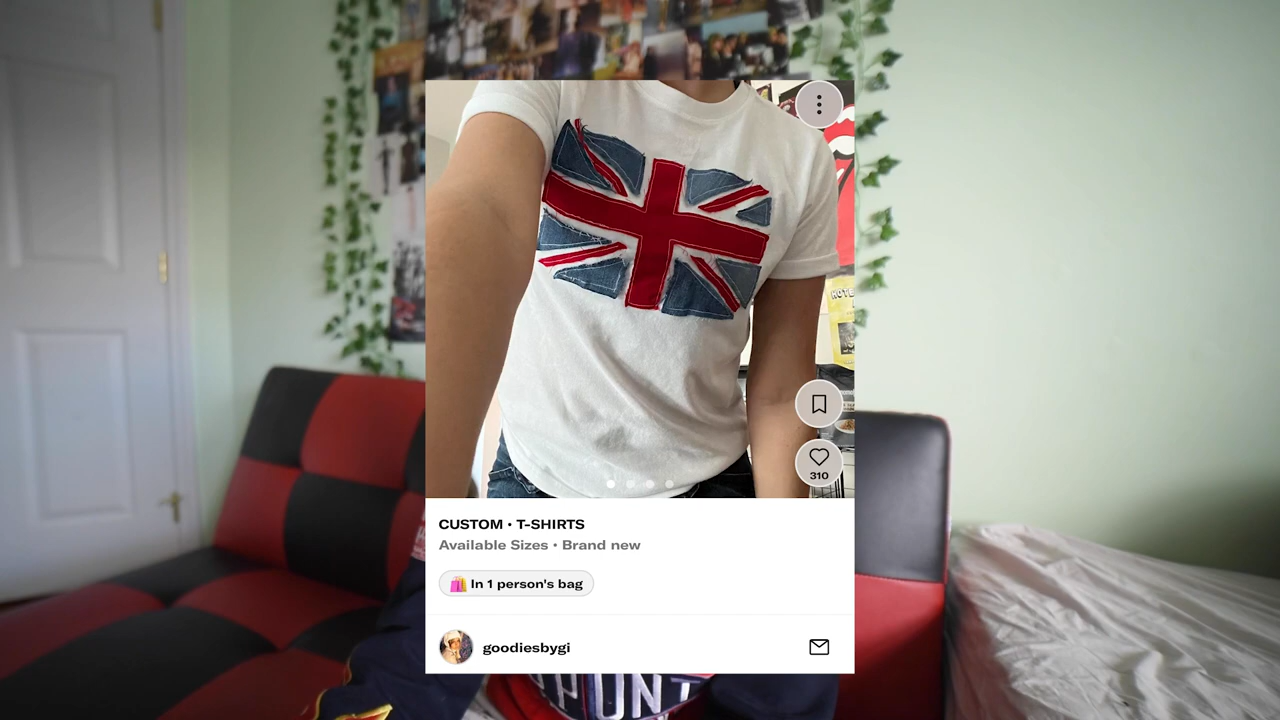 310
CUSTOM • T-SHIRTS
Available Sizes • Brand new
In 1 person's bag
goodiesbygi